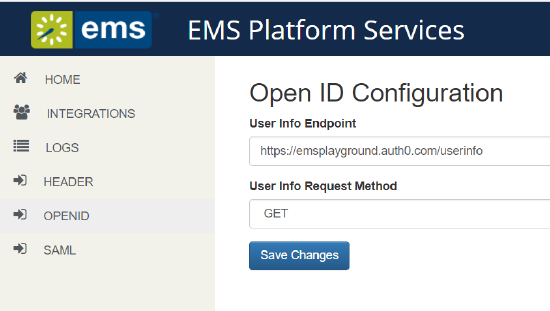 ems EMS Platform Services
HOME
INTEGRATIONS
LOGS
HEADER
OPENID
SAML
Open ID Configuration
User Info Endpoint
https://emsplayground.auth0.com/userinfo
User Info Request Method
GET
Save Changes